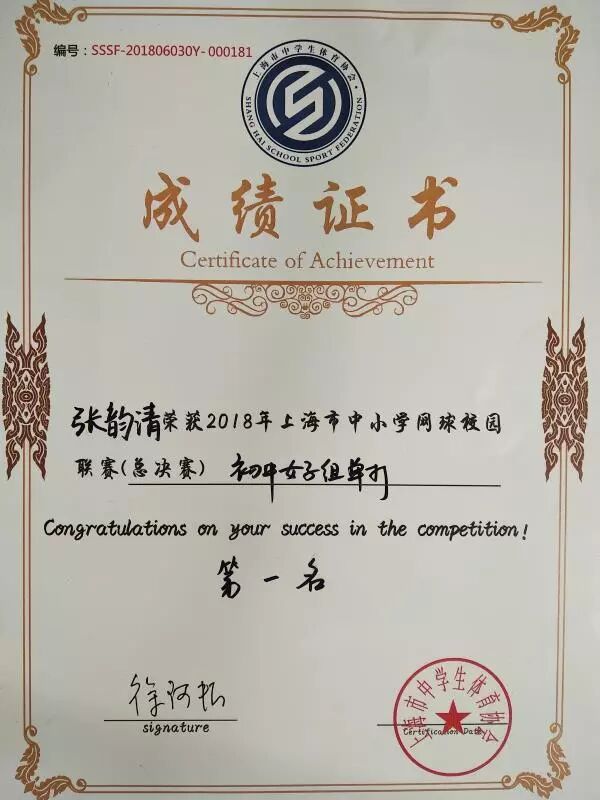 编号：SSSF-201806030Y-000181
上海市中学生体育协会
SHANG HAI SCHOOL SPORT FEDERATION
成绩证书
Certificate of Achievement
张韵清荣获2018年上海市中小学网球校园
联赛(总决赛) 初中女子组单打
Congratulations on your success in the competition!
第一名
signature
上海市中学生体育协会
Certification Date